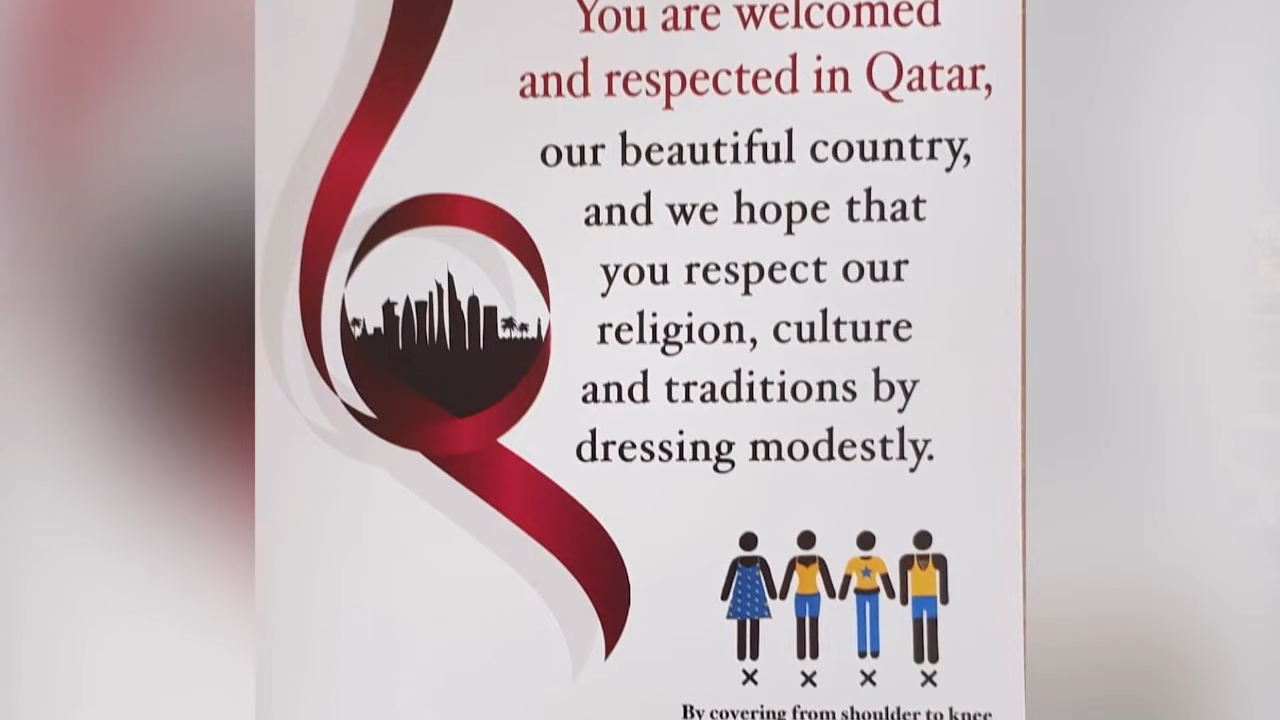 You are welcomed
and respected in Qatar,
our beautiful country,
and we hope that
you respect our
religion, culture
and traditions by
dressing modestly.
By covering from shoulder to knee